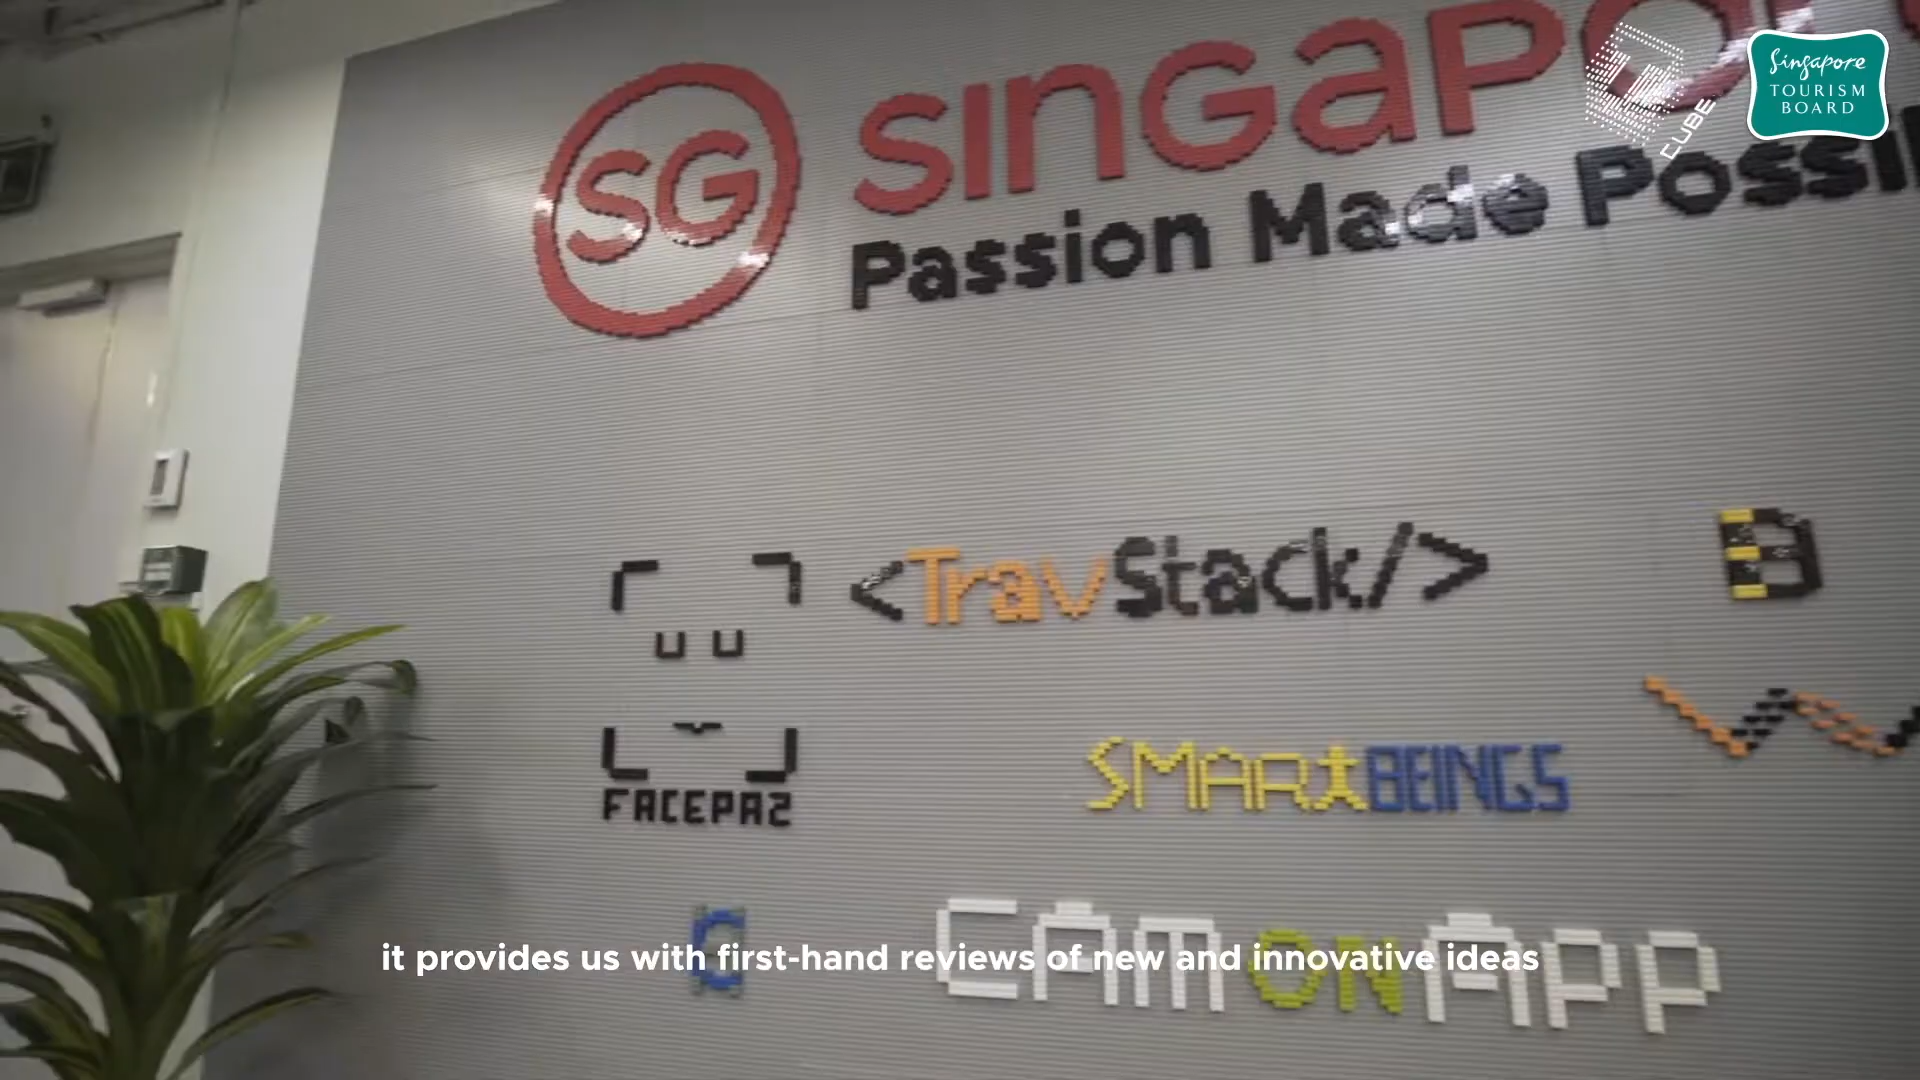 SG
SINGAPO
Passion Made Possi
CUBE
Singapore
TOURISM
BOARD
<TravStack/>
B
FACEPAZ
SMARTBEINGS
C
CAMONAPP
it provides us with first-hand reviews of new and innovative ideas